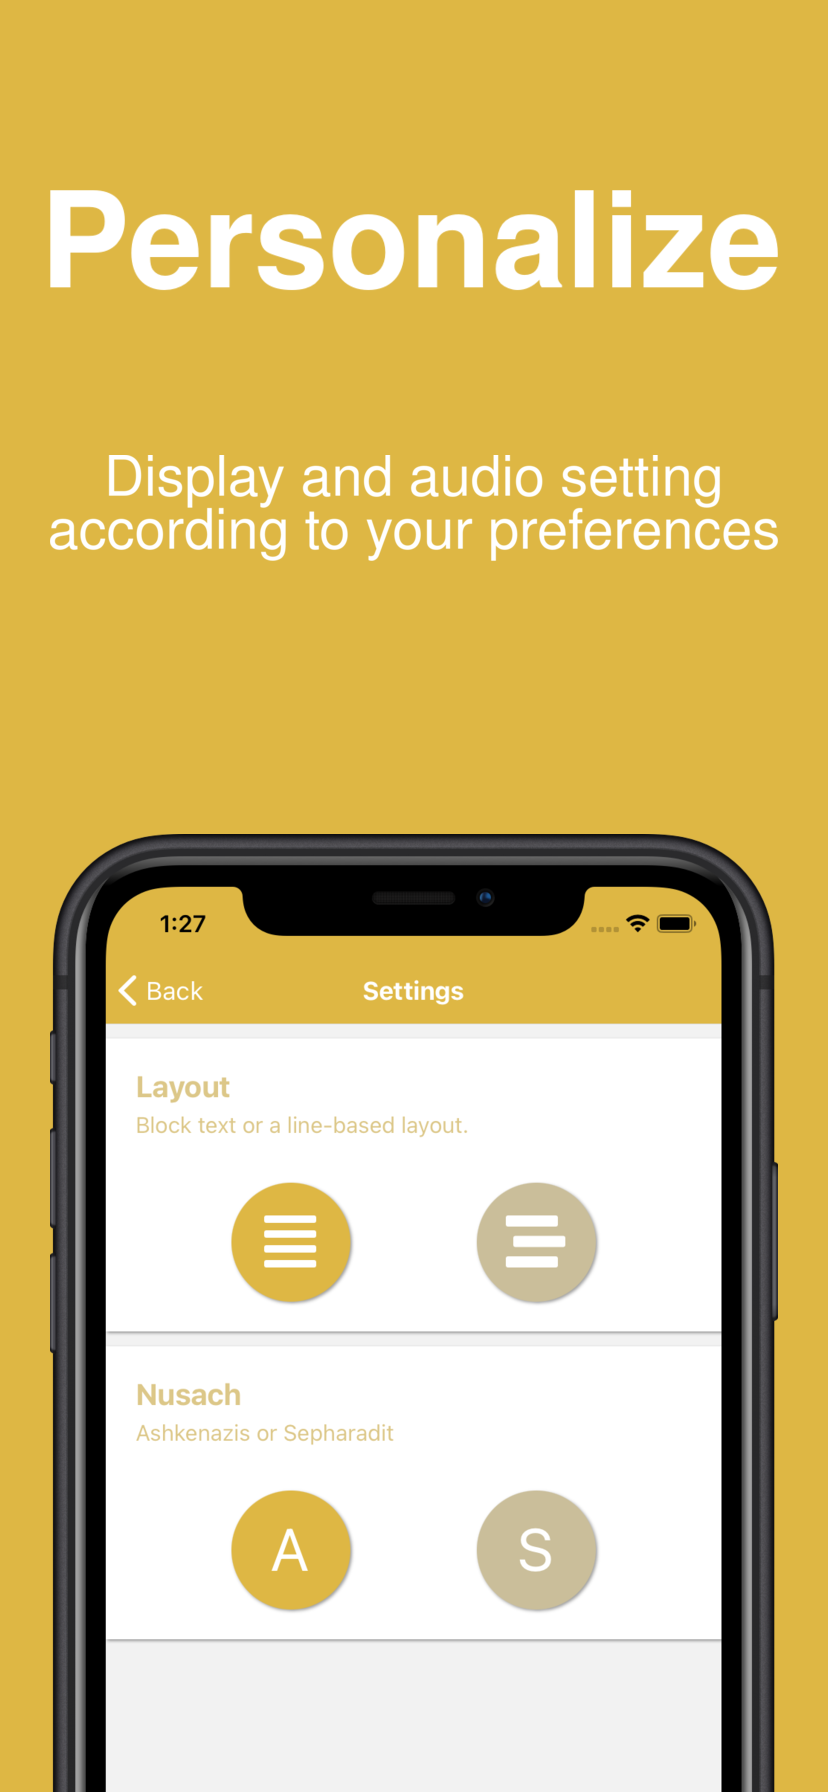 Personalize
Display and audio setting
according to your preferences
1:27
Back
Settings
Layout
Block text or a line-based layout.
Nusach
Ashkenazis or Sepharadit
A
S